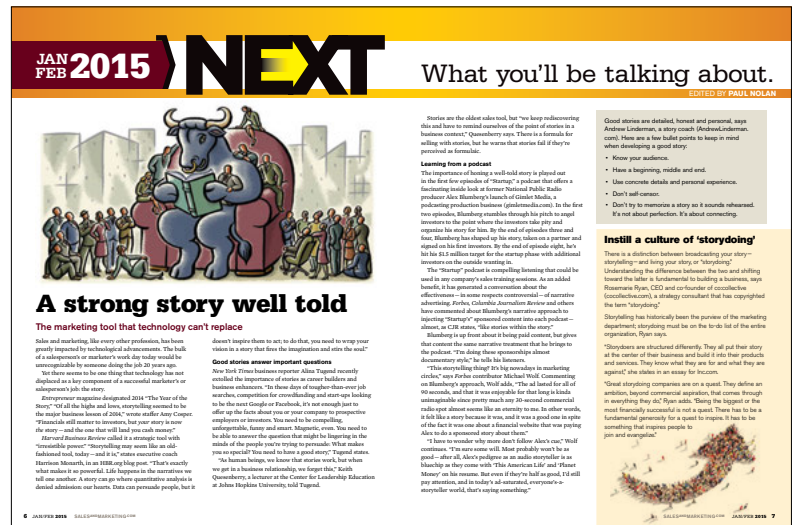 JAN
FEB 2015
NEXT
What you'll be talking about.
EDITED BY PAUL NOLAN
A strong story well told
The marketing tool that technology can't replace
Sales and marketing, like every other profession, has been
greatly impacted by technological advancements. The bulk
of a salesperson's or marketer's work day today would be
unrecognizable by someone doing the job 20 years ago.
Yet there seems to be one thing that technology has not
displaced as a key component of a successful marketer's or
salesperson's job: the story.
Entrepreneur magazine designated 2014 “The Year of the
Story.” “Of all the highs and lows, storytelling seemed to be
the major business lesson of 2014,” wrote staffer Amy Cosper.
“Financials still matter to investors, but your story is now
the story — and the one that will land you cash money.”
Harvard Business Review called it a strategic tool with
“irresistible power.” “Storytelling may seem like an old-
fashioned tool, today – and it is,” states executive coach
Harrison Monarth, in an HBR.org blog post. “That's exactly
what makes it so powerful. Life happens in the narratives we
tell one another. A story can go where quantitative analysis is
denied admission: our hearts. Data can persuade people, but it
doesn't inspire them to act; to do that, you need to wrap your
vision in a story that fires the imagination and stirs the soul.”
Good stories answer important questions
New York Times business reporter Alina Tugend recently
extolled the importance of stories as career builders and
business enhancers. “In these days of tougher-than-ever job
searches, competition for crowdfunding and start-ups looking
to be the next Google or Facebook, it's not enough just to
offer up the facts about you or your company to prospective
employers or investors. You need to be compelling,
unforgettable, funny and smart. Magnetic, even. You need to
be able to answer the question that might be lingering in the
minds of the people you're trying to persuade: What makes
you so special? You need to have a good story,” Tugend states.
“As human beings, we know that stories work, but when
we get in a business relationship, we forget this,” Keith
Quesenberry, a lecturer at the Center for Leadership Education
at Johns Hopkins University, told Tugend.
Stories are the oldest sales tool, but “we keep rediscovering
this and have to remind ourselves of the point of stories in a
business context,” Quesenberry says. There is a formula for
selling with stories, but he warns that stories fail if they're
perceived as formulaic.
Learning from a podcast
The importance of honing a well-told story is played out
in the first few episodes of “Startup,” a podcast that offers a
fascinating inside look at former National Public Radio
producer Alex Blumberg's launch of Gimlet Media, a
podcasting production business (gimletmedia.com). In the first
two episodes, Blumberg stumbles through his pitch to angel
investors to the point where the investors take pity and
organize his story for him. By the end of episodes three and
four, Blumberg has shaped up his story, taken on a partner and
signed on his first investors. By the end of episode eight, he's
hit his $1.5 million target for the startup phase with additional
investors on the outside wanting in.
The “Startup” podcast is compelling listening that could be
used in any company's sales training sessions. As an added
benefit, it has generated a conversation about the
effectiveness – in some respects controversial – of narrative
advertising. Forbes, Columbia Journalism Review and others
have commented about Blumberg's narrative approach to
injecting “Startup's” sponsored content into each podcast –
almost, as CJR states, “like stories within the story.”
Blumberg is up front about it being paid content, but gives
that content the same narrative treatment that he brings to
the podcast. “I'm doing these sponsorships almost
documentary style,” he tells his listeners.
“This storytelling thing? It's big nowadays in marketing
circles,” says Forbes contributor Michael Wolf. Commenting
on Blumberg's approach, Wolf adds, “The ad lasted for all of
90 seconds, and that it was enjoyable for that long is kinda
unimaginable since pretty much any 30-second commercial
radio spot almost seems like an eternity to me. In other words,
it felt like a story because it was, and it was a good one in spite
of the fact it was one about a financial website that was paying
Alex to do a sponsored story about them.”
“I have to wonder why more don't follow Alex's cue,” Wolf
continues. “I'm sure some will. Most probably won't be as
good – after all, Alex's pedigree as an audio storyteller is as
bluechip as they come with ‘This American Life’ and ‘Planet
Money’ on his resume. But even if they're half as good, I'd still
pay attention, and in today's ad-saturated, everyone's-a-
storyteller world, that's saying something.”
Good stories are detailed, honest and personal, says
Andrew Linderman, a story coach (AndrewLinderman.
com). Here are a few bullet points to keep in mind
when developing a good story:
• Know your audience.
• Have a beginning, middle and end.
• Use concrete details and personal experience.
• Don't self-censor.
• Don't try to memorize a story so it sounds rehearsed.
It's not about perfection. It's about connecting.
Instill a culture of ‘storydoing’
There is a distinction between broadcasting your story —
storytelling — and living your story, or “storydoing.”
Understanding the difference between the two and shifting
toward the latter is fundamental to building a business, says
Rosemarie Ryan, CEO and co-founder of co:collective
(cocollective.com), a strategy consultant that has copyrighted
the term “storydoing.”
Storytelling has historically been the purview of the marketing
department; storydoing must be on the to-do list of the entire
organization, Ryan says.
“Storydoers are structured differently. They all put their story
at the center of their business and build it into their products
and services. They know what they are for and what they are
against,” she states in an essay for Inc.com.
“Great storydoing companies are on a quest. They define an
ambition, beyond commercial aspiration, that comes through
in everything they do,” Ryan adds. “Being the biggest or the
most financially successful is not a quest. There has to be a
fundamental generosity for a quest to inspire. It has to be
something that inspires people to
join and evangelize.”
6 JAN/FEB 2015 SALESANDMARKETING.COM
SALESANDMARKETING.COM JAN/FEB 2015 7